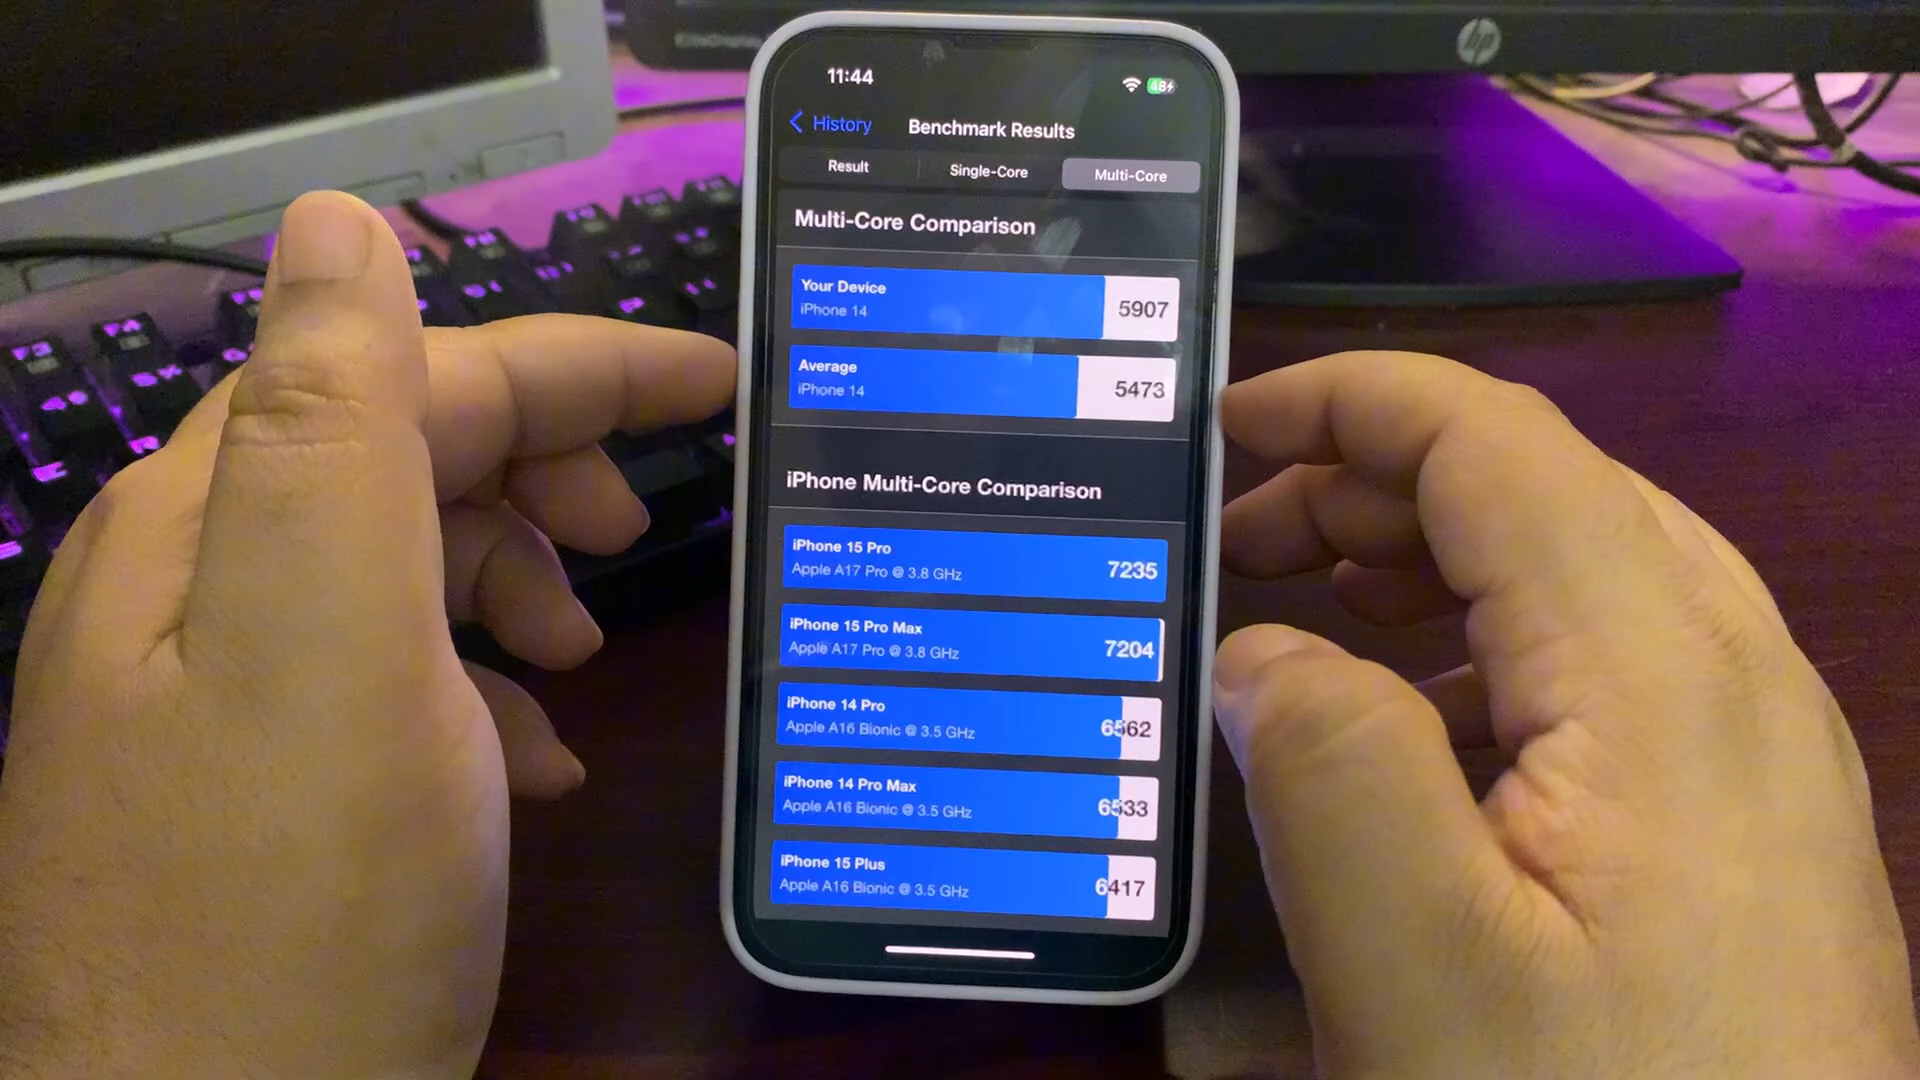 hp
11:44
48
History
Benchmark Results
Result
Single-Core
Multi-Core
Multi-Core Comparison
Your Device
iPhone 14
5907
Average
iPhone 14
5473
iPhone Multi-Core Comparison
iPhone 15 Pro
Apple A17 Pro @ 3.8 GHz
7235
iPhone 15 Pro Max
Apple A17 Pro @ 3.8 GHz
7204
iPhone 14 Pro
Apple A16 Bionic @ 3.5 GHz
6562
iPhone 14 Pro Max
Apple A16 Bionic @ 3.5 GHz
6533
iPhone 15 Plus
Apple A16 Bionic @ 3.5 GHz
6417